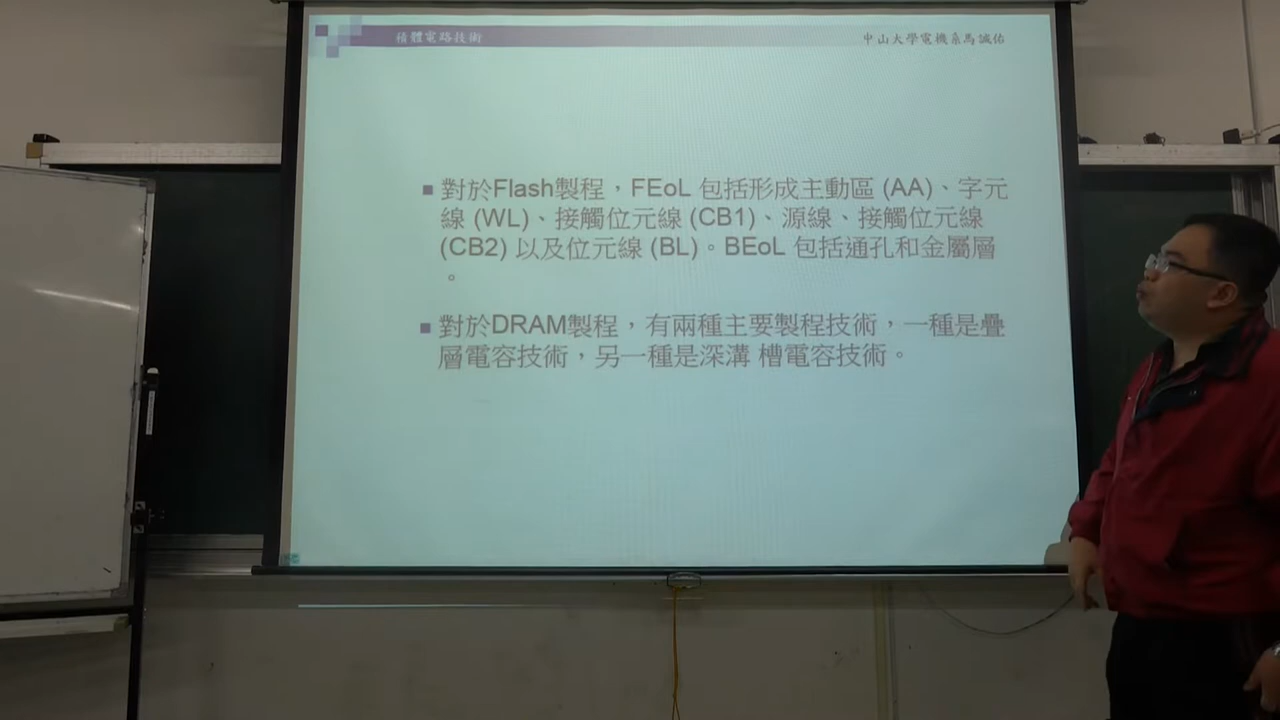 積體電路技術
中山大學電機系馬誠佑
■ 對於Flash製程，FEoL 包括形成主動區 (AA)、字元
線 (WL)、接觸位元線 (CB1)、源線、接觸位元線
(CB2) 以及位元線 (BL)。BEoL 包括通孔和金屬層
。
■ 對於DRAM製程，有兩種主要製程技術，一種是疊
層電容技術，另一種是深溝 槽電容技術。